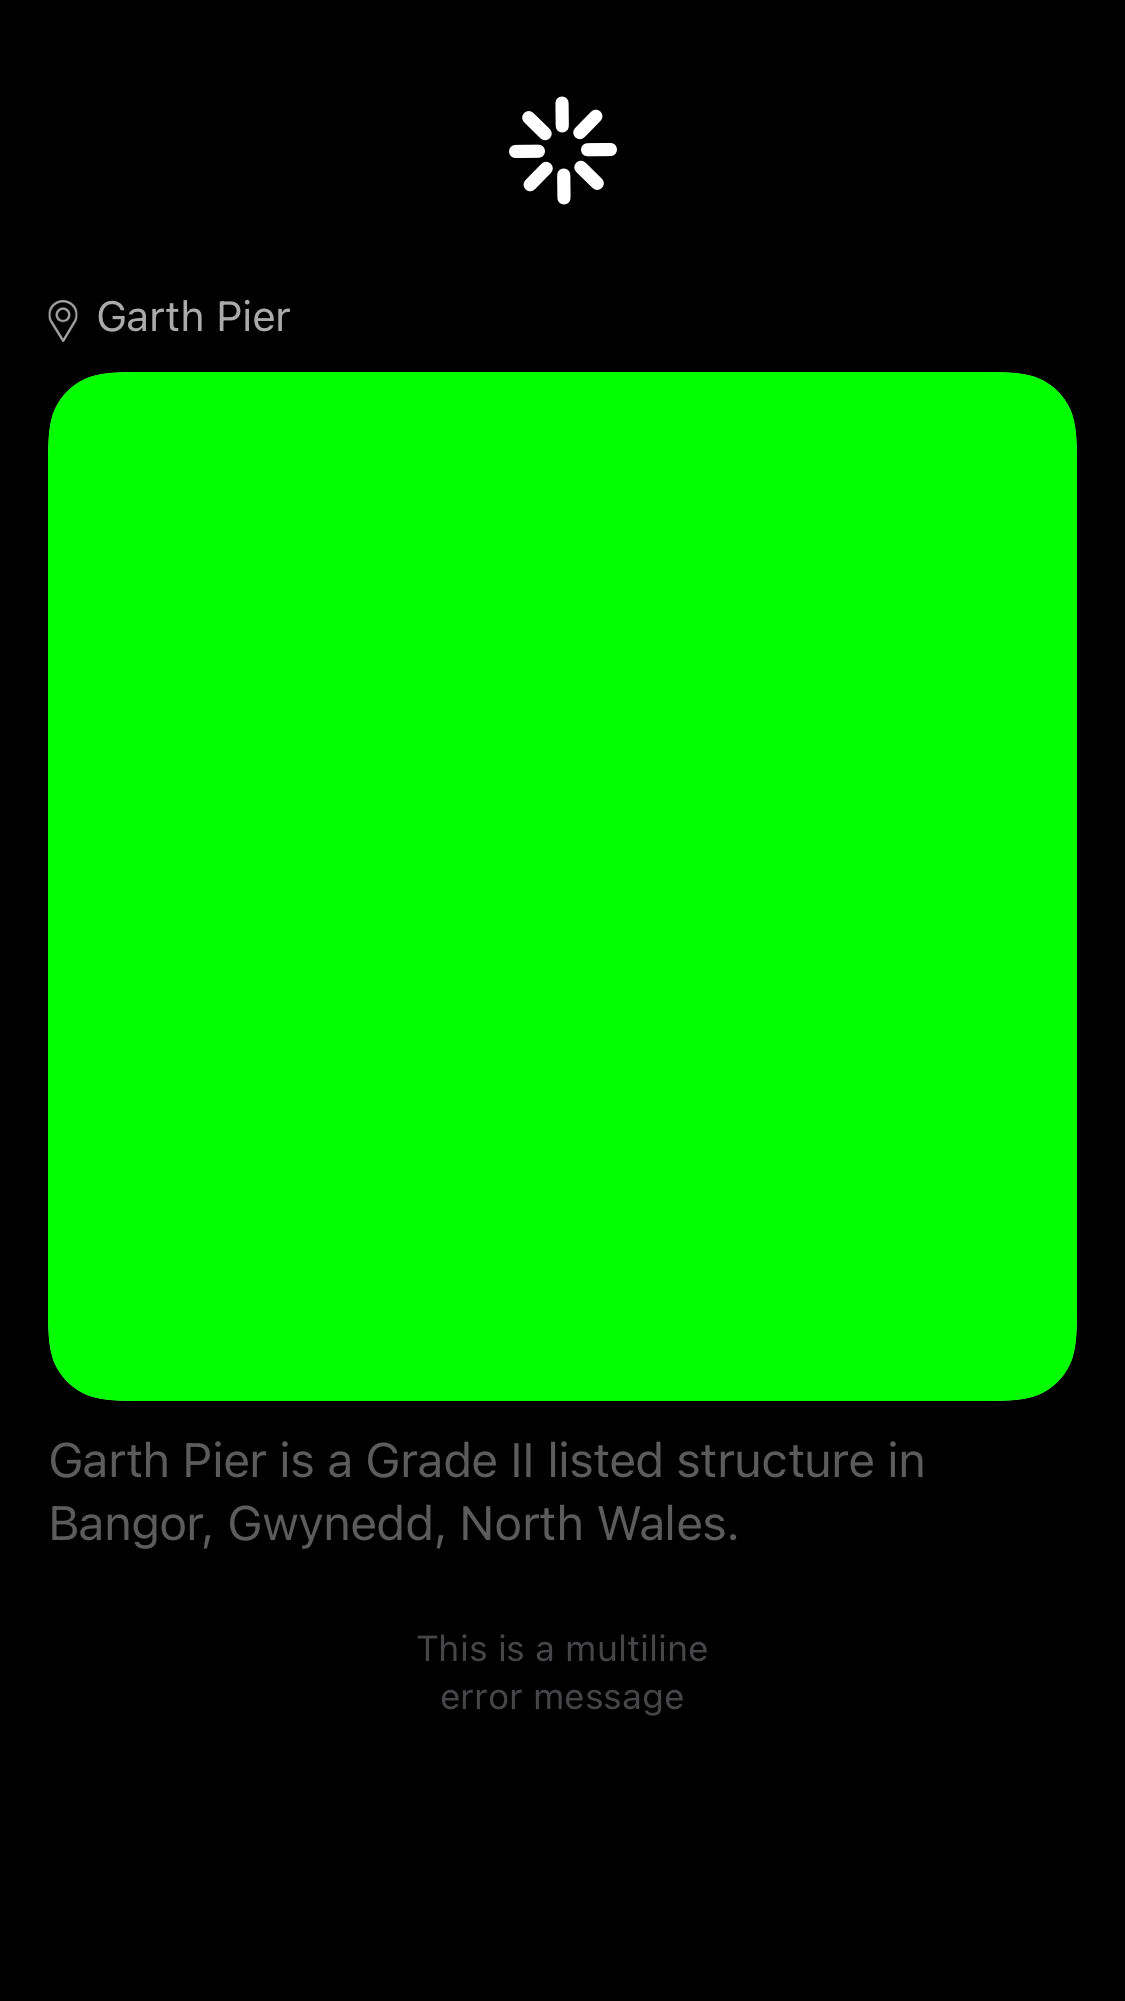 Garth Pier
Garth Pier is a Grade II listed structure in
Bangor, Gwynedd, North Wales.
This is a multiline
error message